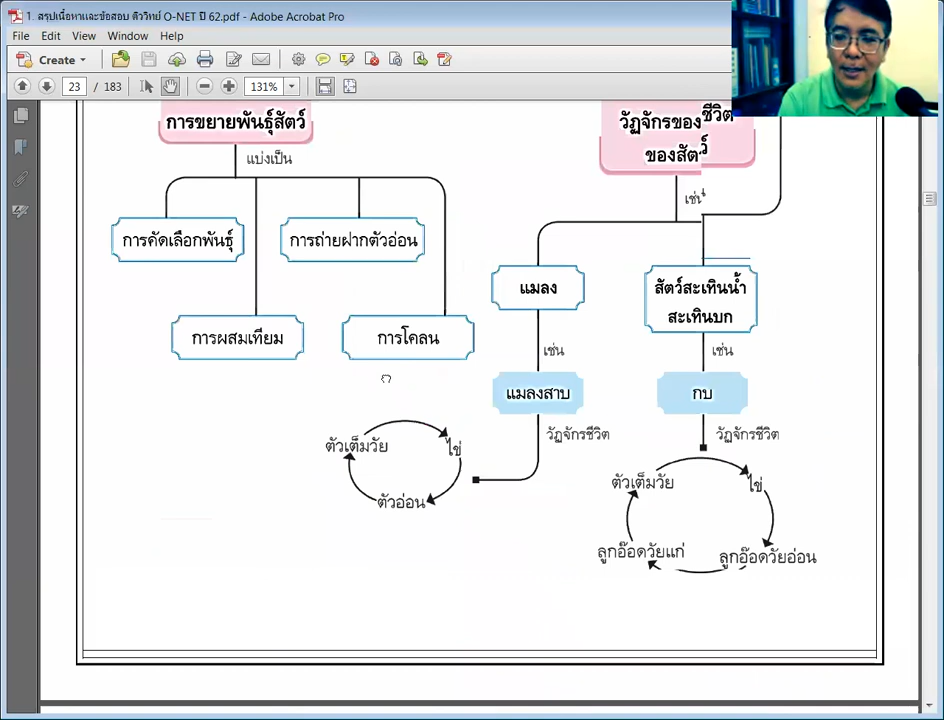 1. สรุปเนื้อหาและข้อสอบ ติววิทย์ O-NET ปี 62.pdf - Adobe Acrobat Pro
File Edit View Window Help
Create
23 / 183 131%
การขยายพันธุ์สัตว์
แบ่งเป็น
การคัดเลือกพันธุ์
การถ่ายฝากตัวอ่อน
การผสมเทียม
การโคลน
วัฏจักรของชีวิต
ของสัตว์
เช่น
แมลง
สัตว์สะเทินน้ำ
สะเทินบก
เช่น
เช่น
แมลงสาบ
กบ
วัฏจักรชีวิต
วัฏจักรชีวิต
ตัวเต็มวัย
ไข่
ตัวอ่อน
ตัวเต็มวัย
ไข่
ลูกอ๊อดวัยแก่
ลูกอ๊อดวัยอ่อน